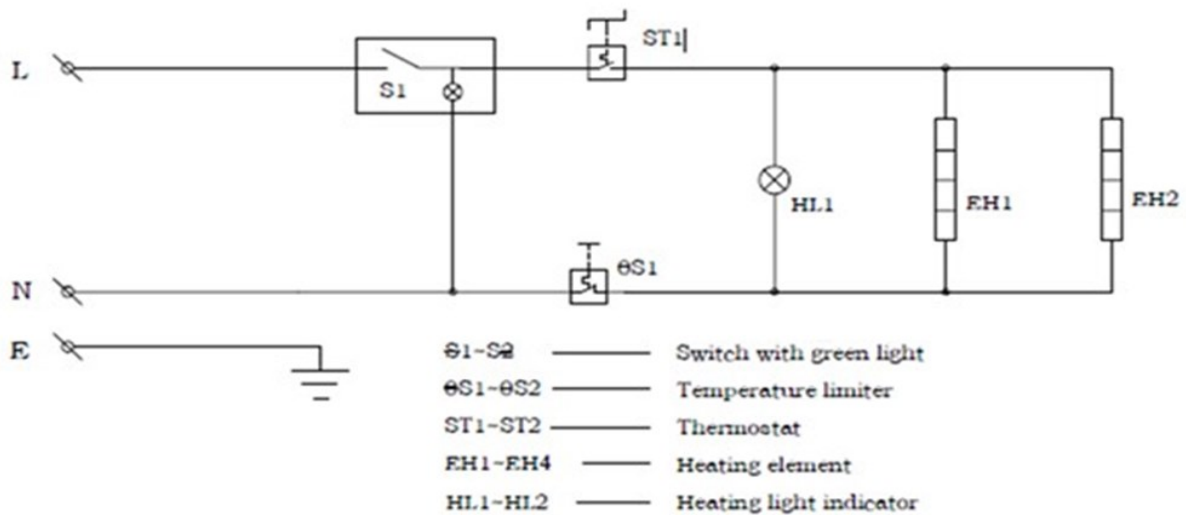 L
S1
ST1
HL1
EH1
EH2
N
θS1
E
S1~S2 Switch with green light
θS1~θS2 Temperature limiter
ST1~ST2 Thermostat
EH1~EH4 Heating element
HL1~HL2 Heating light indicator